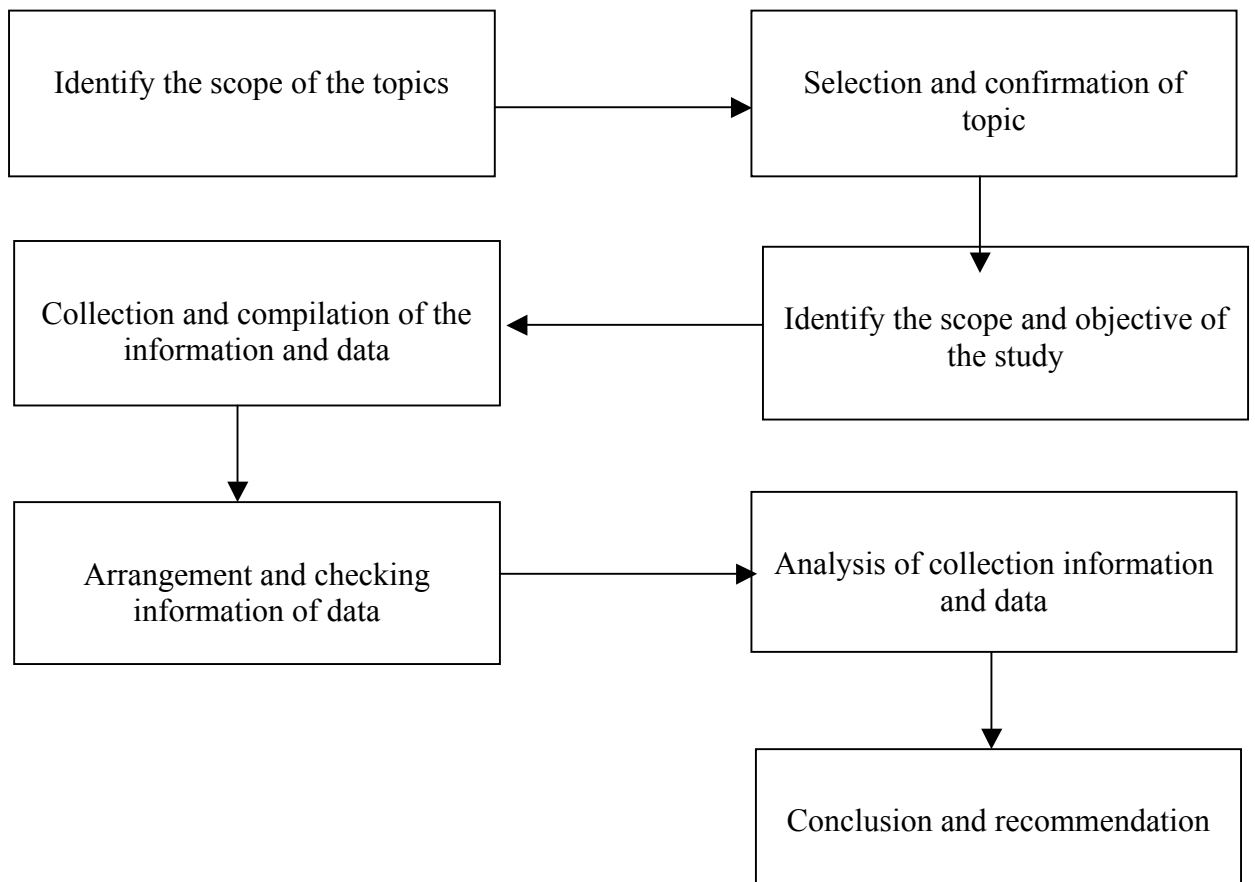 Identify the scope of the topics
Selection and confirmation of
topic
Identify the scope and objective of
the study
Collection and compilation of the
information and data
Arrangement and checking
information of data
Analysis of collection information
and data
Conclusion and recommendation